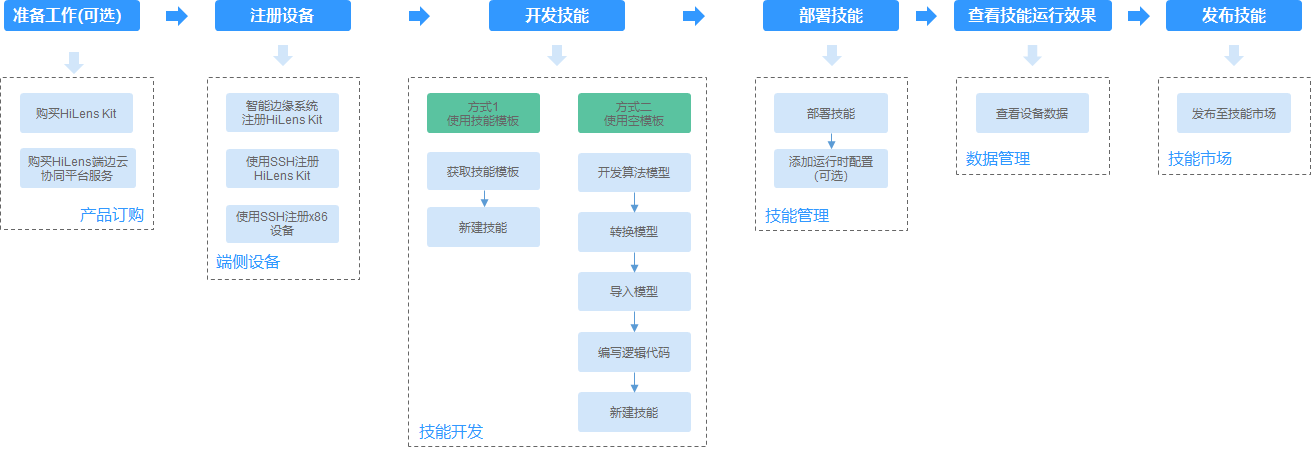 准备工作(可选)
注册设备
开发技能
部署技能
查看技能运行效果
发布技能
购买HiLens Kit
购买HiLens端边云
协同平台服务
产品订购
智能边缘系统
注册HiLens Kit
使用SSH注册
HiLens Kit
使用SSH注册x86
设备
端侧设备
方式1
使用技能模板
获取技能模板
新建技能
方式二
使用空模板
开发算法模型
转换模型
导入模型
编写逻辑代码
新建技能
技能开发
部署技能
添加运行时配置
(可选)
技能管理
查看设备数据
数据管理
发布至技能市场
技能市场